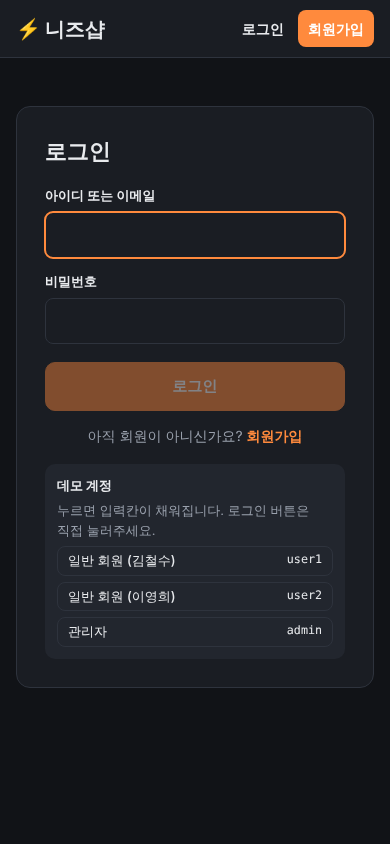 ⚡ 니즈샵
로그인
회원가입
로그인
아이디 또는 이메일
비밀번호
로그인
아직 회원이 아니신가요? 회원가입
데모 계정
누르면 입력칸이 채워집니다. 로그인 버튼은
직접 눌러주세요.
일반 회원 (김철수) user1
일반 회원 (이영희) user2
관리자 admin